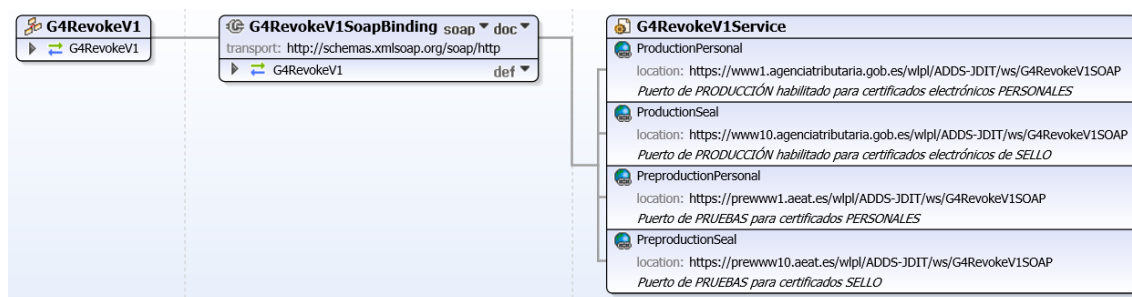 G4RevokeV1
G4RevokeV1
G4RevokeV1SoapBinding soap doc
transport: http://schemas.xmlsoap.org/soap/http
G4RevokeV1 def
G4RevokeV1Service
ProductionPersonal
location: https://www1.agenciatributaria.gob.es/wlpl/ADDS-JDIT/ws/G4RevokeV1SOAP
Puerto de PRODUCCIÓN habilitado para certificados electrónicos PERSONALES
ProductionSeal
location: https://www10.agenciatributaria.gob.es/wlpl/ADDS-JDIT/ws/G4RevokeV1SOAP
Puerto de PRODUCCIÓN habilitado para certificados electrónicos de SELLO
PreproductionPersonal
location: https://prewww1.aeat.es/wlpl/ADDS-JDIT/ws/G4RevokeV1SOAP
Puerto de PRUEBAS para certificados PERSONALES
PreproductionSeal
location: https://prewww10.aeat.es/wlpl/ADDS-JDIT/ws/G4RevokeV1SOAP
Puerto de PRUEBAS para certificados SELLO